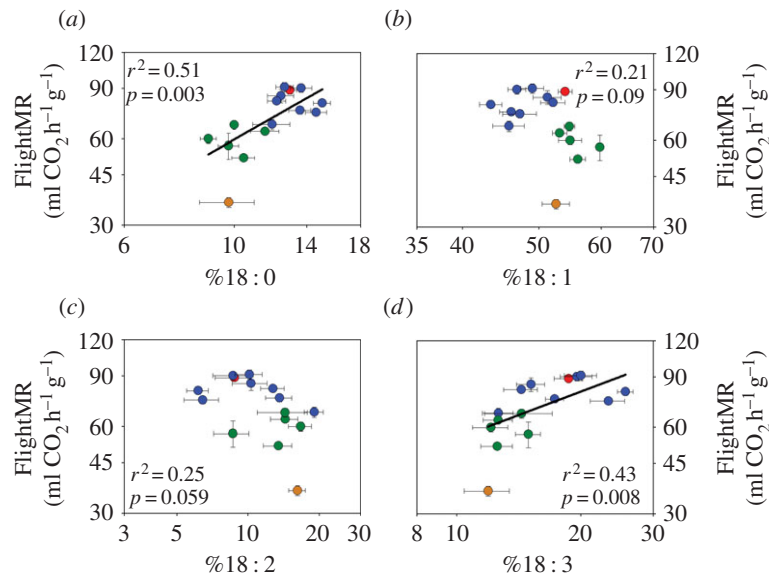 (a)
(b)
120
90
60
45
30
FlightMR
(ml CO₂ h⁻¹ g⁻¹)
r² = 0.51
p = 0.003
6
10
14
18
%18 : 0
r² = 0.21
p = 0.09
120
90
60
45
30
FlightMR
(ml CO₂ h⁻¹ g⁻¹)
35
40
50
60
70
%18 : 1
(c)
(d)
120
90
60
45
30
FlightMR
(ml CO₂ h⁻¹ g⁻¹)
r² = 0.25
p = 0.059
3
5
10
20
30
%18 : 2
r² = 0.43
p = 0.008
120
90
60
45
30
FlightMR
(ml CO₂ h⁻¹ g⁻¹)
8
10
20
30
%18 : 3